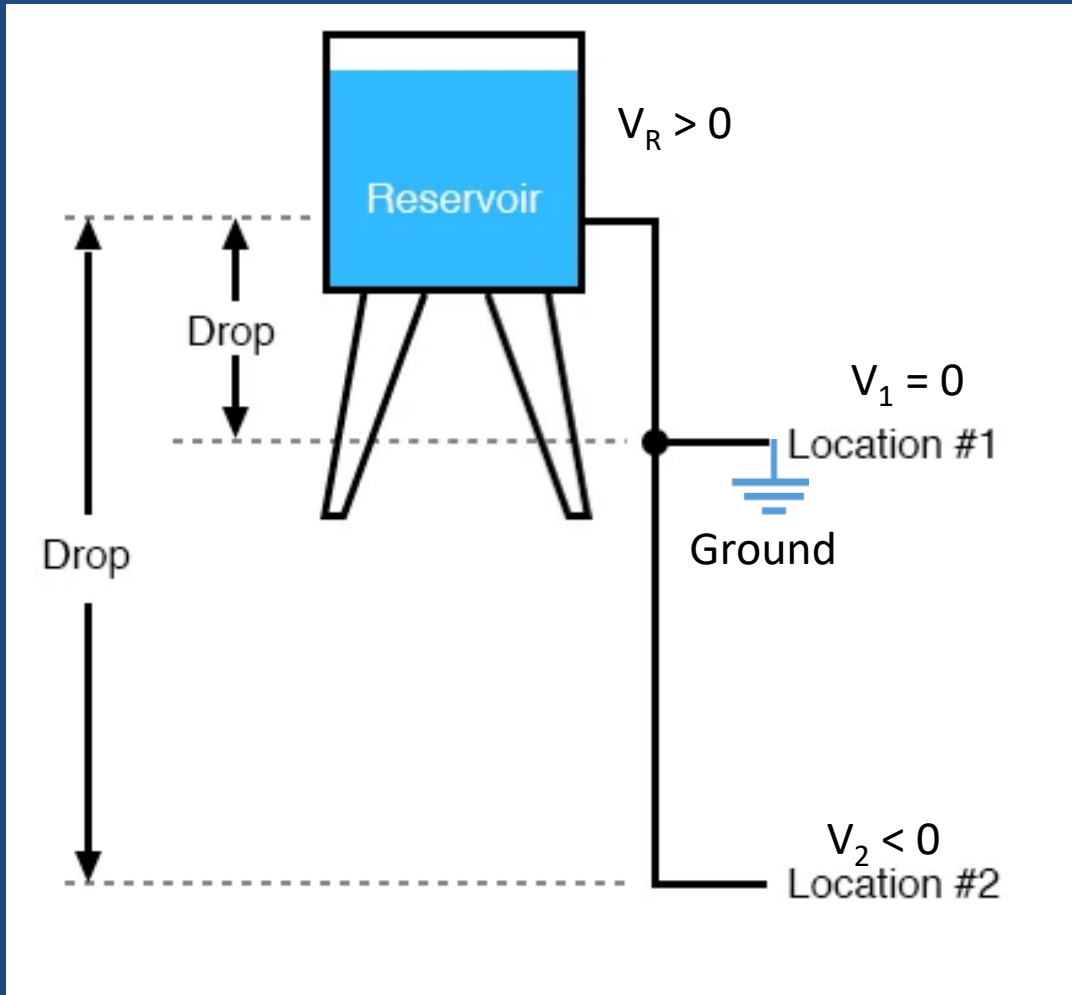 V_R > 0
Reservoir
Drop
V_1 = 0
Location #1
Ground
Drop
V_2 < 0
Location #2